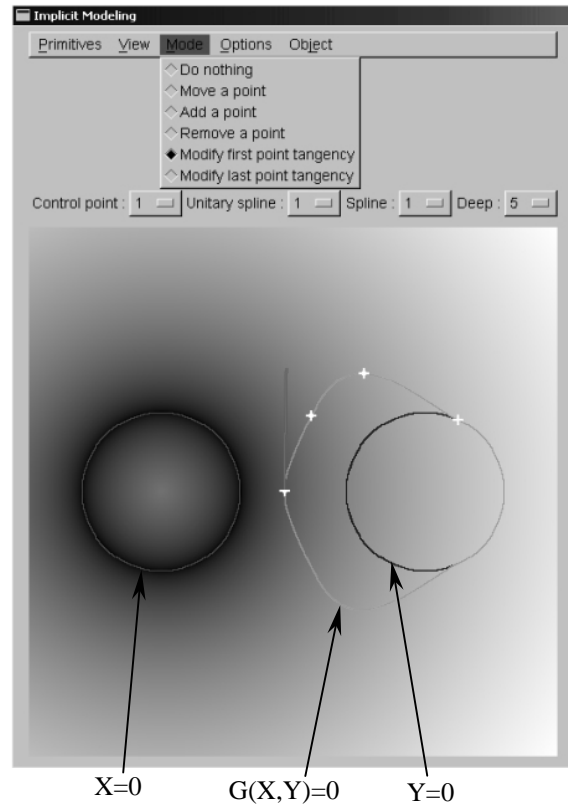 Implicit Modeling
Primitives View Mode Options Object
Do nothing
Move a point
Add a point
Remove a point
Modify first point tangency
Modify last point tangency
Control point : 1 Unitary spline : 1 Spline : 1 Deep : 5
X=0 G(X,Y)=0 Y=0